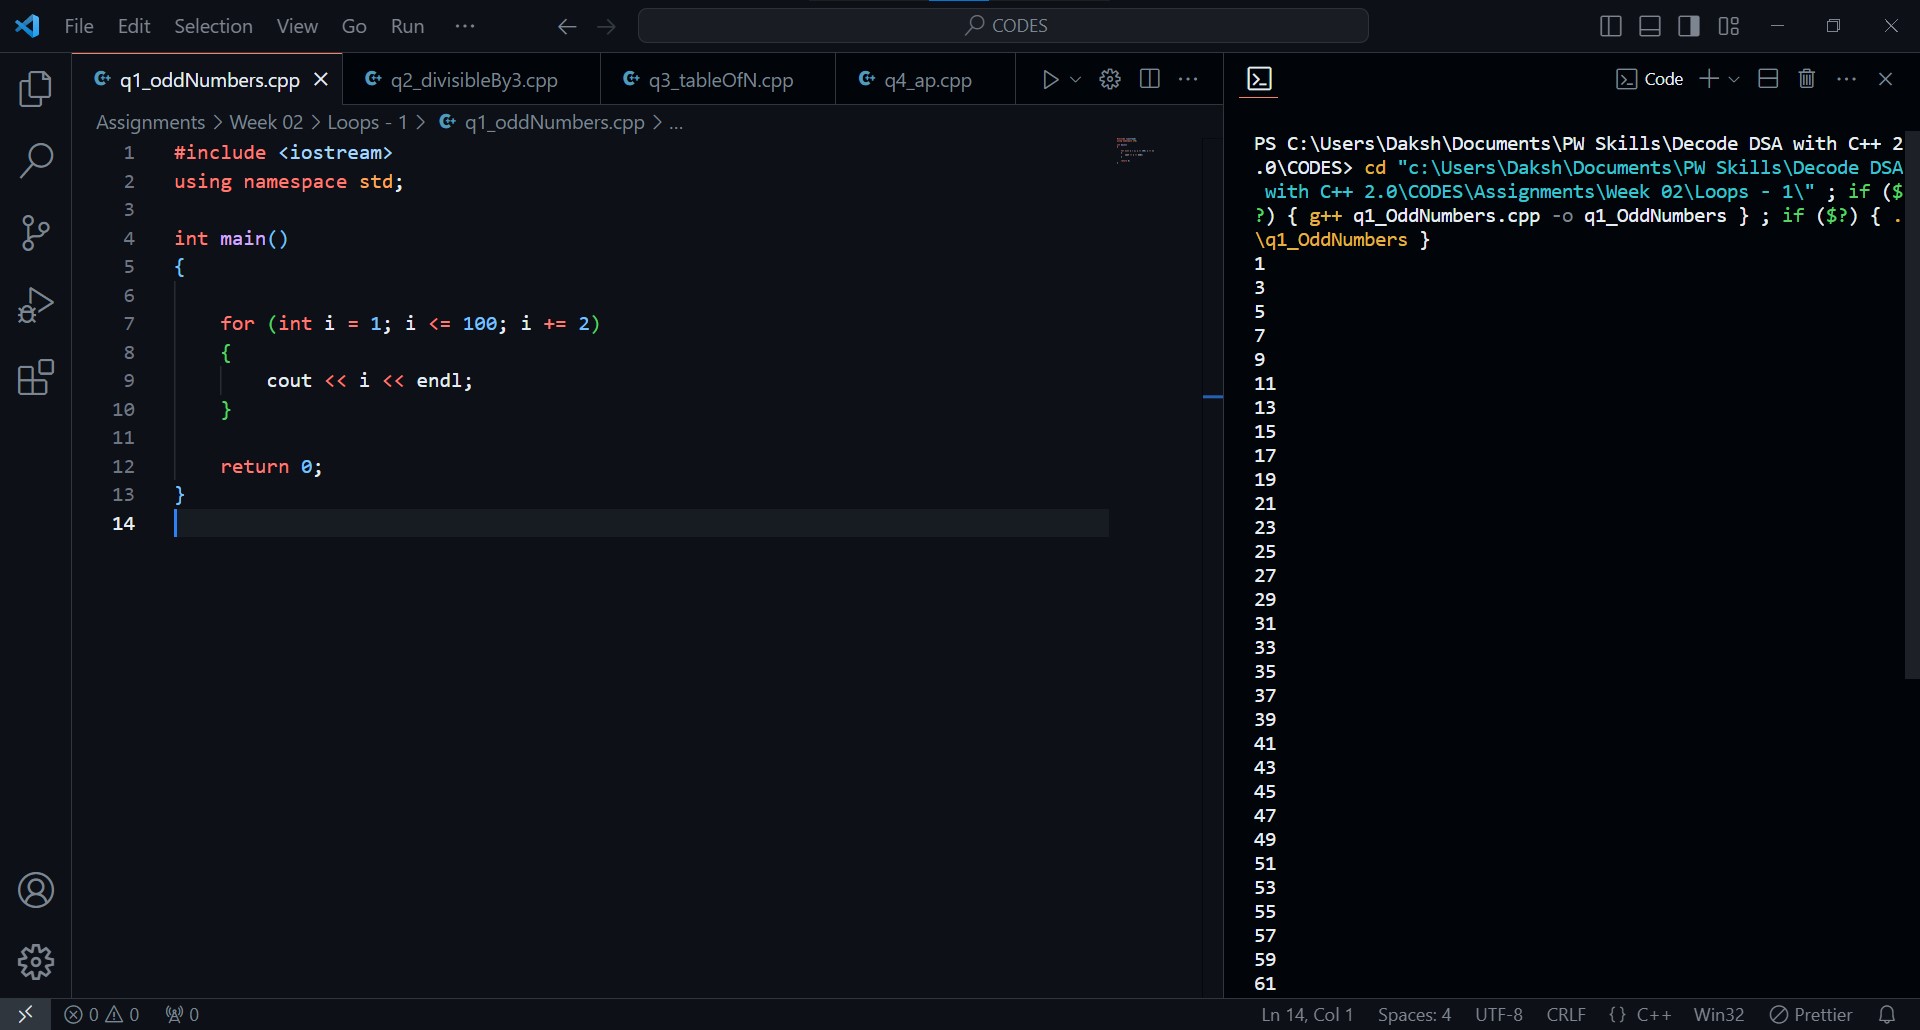 File Edit Selection View Go Run ···
CODES
q1_oddNumbers.cpp q2_divisibleBy3.cpp q3_tableOfN.cpp q4_ap.cpp
Assignments > Week 02 > Loops - 1 > q1_oddNumbers.cpp > ...
1 #include <iostream>
2 using namespace std;
3
4 int main()
5 {
6
7     for (int i = 1; i <= 100; i += 2)
8     {
9         cout << i << endl;
10     }
11
12     return 0;
13 }
14
Code
PS C:\Users\Daksh\Documents\PW Skills\Decode DSA with C++ 2
.0\CODES> cd "c:\Users\Daksh\Documents\PW Skills\Decode DSA
 with C++ 2.0\CODES\Assignments\Week 02\Loops - 1\" ; if ($
?) { g++ q1_OddNumbers.cpp -o q1_OddNumbers } ; if ($?) { .
\q1_OddNumbers }
1
3
5
7
9
11
13
15
17
19
21
23
25
27
29
31
33
35
37
39
41
43
45
47
49
51
53
55
57
59
61
0 0 0
Ln 14, Col 1 Spaces: 4 UTF-8 CRLF {} C++ Win32 Prettier